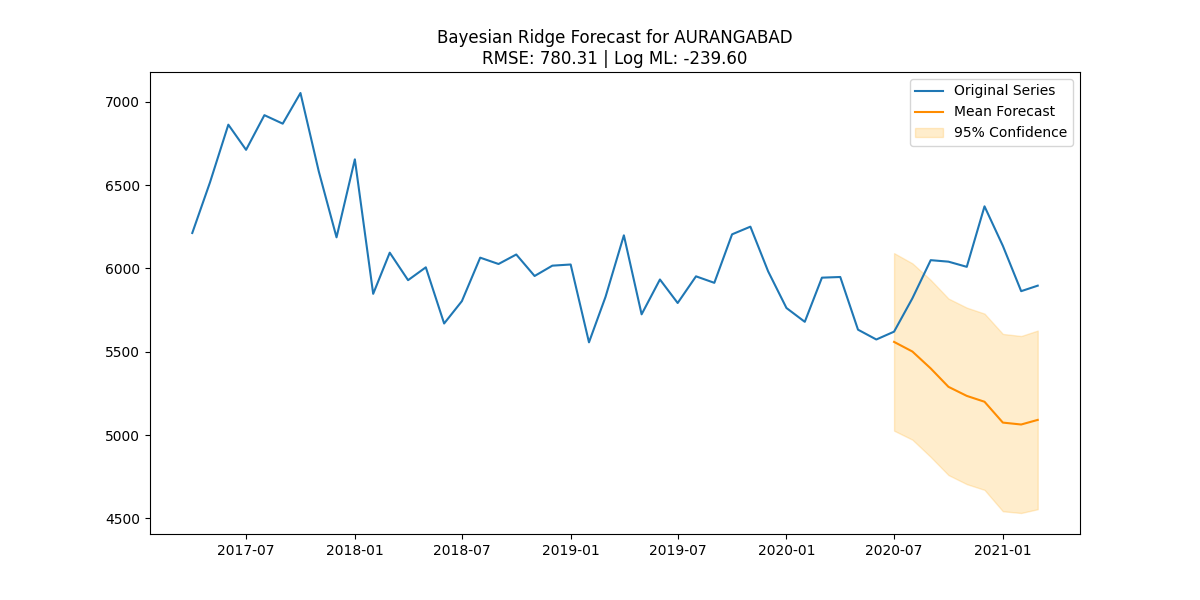 Bayesian Ridge Forecast for AURANGABAD
RMSE: 780.31 | Log ML: -239.60
Original Series
Mean Forecast
95% Confidence
7000
6500
6000
5500
5000
4500
2017-07
2018-01
2018-07
2019-01
2019-07
2020-01
2020-07
2021-01